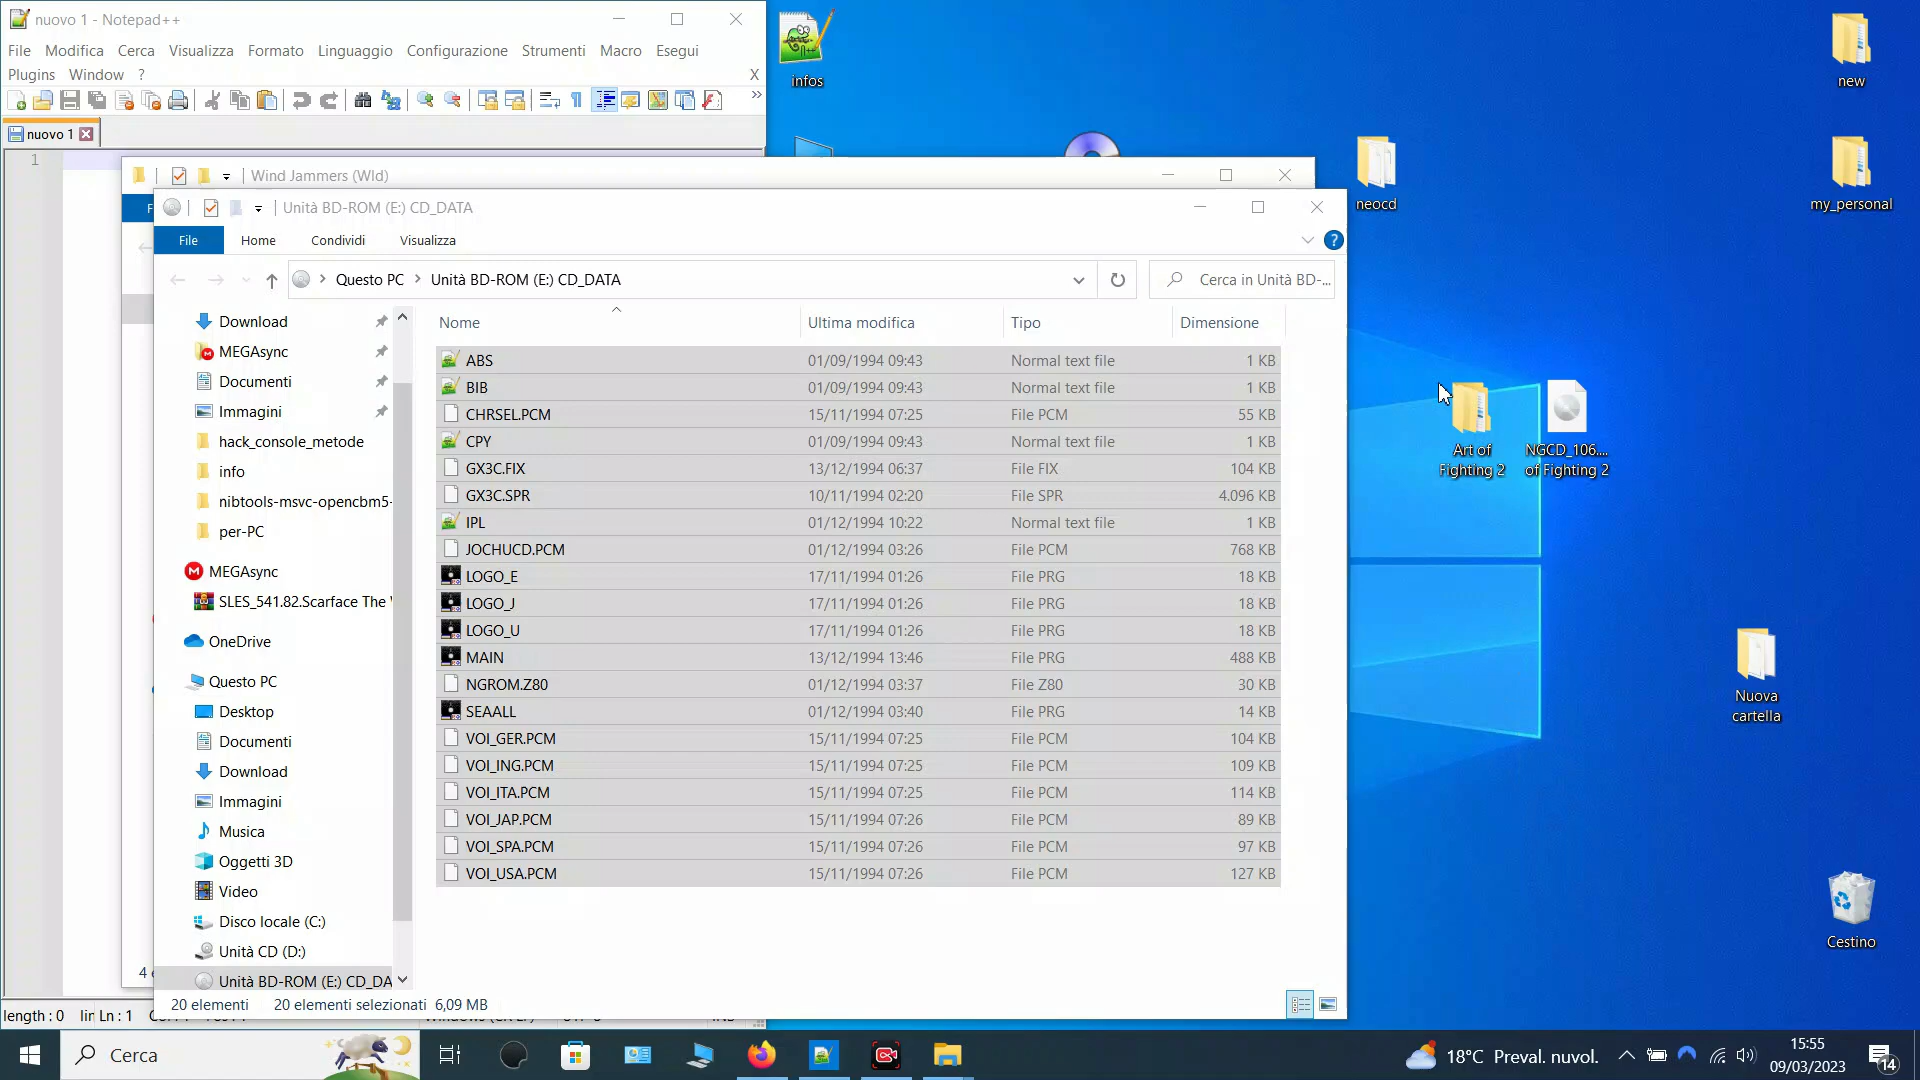 nuovo 1 - Notepad++
File Modifica Cerca Visualizza Formato Linguaggio Configurazione Strumenti Macro Esegui
Plugins Window ? X
nuovo 1
1
Wind Jammers (Wld)
F
Unità BD-ROM (E:) CD_DATA
File Home Condividi Visualizza
Questo PC > Unità BD-ROM (E:) CD_DATA
Cerca in Unità BD-...
Download
MEGAsync
Documenti
Immagini
hack_console_metode
info
nibtools-msvc-opencbm5-
per-PC
MEGAsync
SLES_541.82.Scarface The
OneDrive
Questo PC
Desktop
Documenti
Download
Immagini
Musica
Oggetti 3D
Video
Disco locale (C:)
Unità CD (D:)
Unità BD-ROM (E:) CD_DA
Nome Ultima modifica Tipo Dimensione
ABS 01/09/1994 09:43 Normal text file 1 KB
BIB 01/09/1994 09:43 Normal text file 1 KB
CHRSEL.PCM 15/11/1994 07:25 File PCM 55 KB
CPY 01/09/1994 09:43 Normal text file 1 KB
GX3C.FIX 13/12/1994 06:37 File FIX 104 KB
GX3C.SPR 10/11/1994 02:20 File SPR 4.096 KB
IPL 01/12/1994 10:22 Normal text file 1 KB
JOCHUCD.PCM 01/12/1994 03:26 File PCM 768 KB
LOGO_E 17/11/1994 01:26 File PRG 18 KB
LOGO_J 17/11/1994 01:26 File PRG 18 KB
LOGO_U 17/11/1994 01:26 File PRG 18 KB
MAIN 13/12/1994 13:46 File PRG 488 KB
NGROM.Z80 01/12/1994 03:37 File Z80 30 KB
SEAALL 01/12/1994 03:40 File PRG 14 KB
VOI_GER.PCM 15/11/1994 07:25 File PCM 104 KB
VOI_ING.PCM 15/11/1994 07:25 File PCM 109 KB
VOI_ITA.PCM 15/11/1994 07:25 File PCM 114 KB
VOI_JAP.PCM 15/11/1994 07:26 File PCM 89 KB
VOI_SPA.PCM 15/11/1994 07:26 File PCM 97 KB
VOI_USA.PCM 15/11/1994 07:26 File PCM 127 KB
4 e
20 elementi 20 elementi selezionati 6,09 MB
length : 0 lin Ln : 1
infos
new
neocd
my_personal
Art of
Fighting 2
NGCD_106....
of Fighting 2
Nuova
cartella
Cestino
Cerca
18°C Preval. nuvol.
15:55
09/03/2023
14